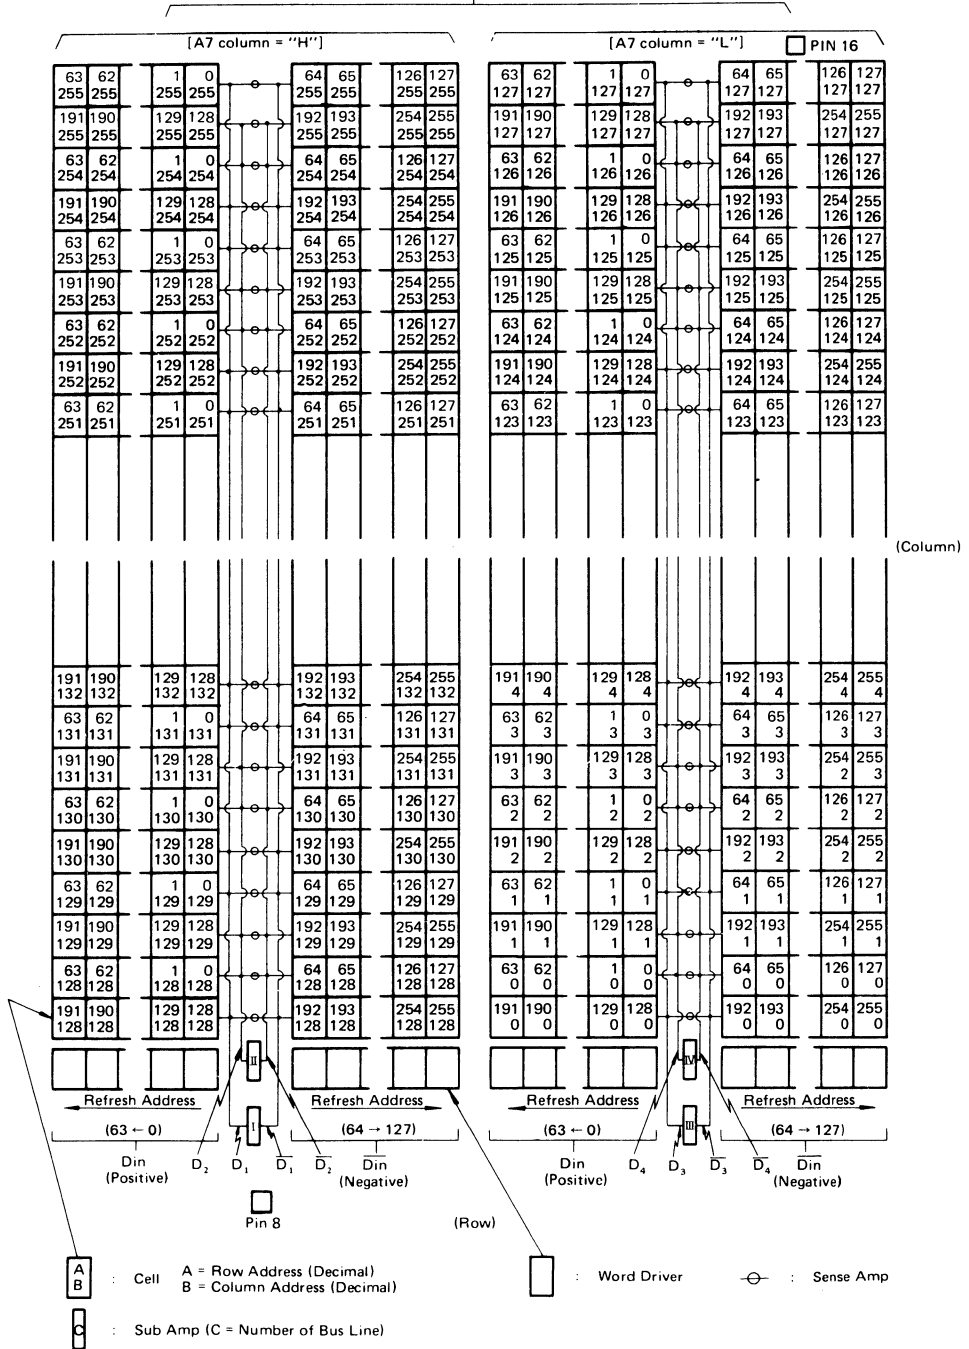 [A7 column = "H"] [A7 column = "L"] PIN 16
63 62 1 0 64 65 126 127 63 62 1 0 64 65 126 127
255 255 255 255 255 255 255 255 127 127 127 127 127 127 127 127
191 190 129 128 192 193 254 255 191 190 129 128 192 193 254 255
255 255 255 255 255 255 255 255 127 127 127 127 127 127 127 127
63 62 1 0 64 65 126 127 63 62 1 0 64 65 126 127
254 254 254 254 254 254 254 254 126 126 126 126 126 126 126 126
191 190 129 128 192 193 254 255 191 190 129 128 192 193 254 255
254 254 254 254 254 254 254 254 126 126 126 126 126 126 126 126
63 62 1 0 64 65 126 127 63 62 1 0 64 65 126 127
253 253 253 253 253 253 253 253 125 125 125 125 125 125 125 125
191 190 129 128 192 193 254 255 191 190 129 128 192 193 254 255
253 253 253 253 253 253 253 253 125 125 125 125 125 125 125 125
63 62 1 0 64 65 126 127 63 62 1 0 64 65 126 127
252 252 252 252 252 252 252 252 124 124 124 124 124 124 124 124
191 190 129 128 192 193 254 255 191 190 129 128 192 193 254 255
252 252 252 252 252 252 252 252 124 124 124 124 124 124 124 124
63 62 1 0 64 65 126 127 63 62 1 0 64 65 126 127
251 251 251 251 251 251 251 251 123 123 123 123 123 123 123 123
(Column)
191 190 129 128 192 193 254 255 191 190 129 128 192 193 254 255
132 132 132 132 132 132 132 132 4 4 4 4 4 4 4 4
63 62 1 0 64 65 126 127 63 62 1 0 64 65 126 127
131 131 131 131 131 131 131 131 3 3 3 3 3 3 3 3
191 190 129 128 192 193 254 255 191 190 129 128 192 193 254 255
131 131 131 131 131 131 131 131 3 3 3 3 3 3 2 3
63 62 1 0 64 65 126 127 63 62 1 0 64 65 126 127
130 130 130 130 130 130 130 130 2 2 2 2 2 2 2 2
191 190 129 128 192 193 254 255 191 190 129 128 192 193 254 255
130 130 130 130 130 130 130 130 2 2 2 2 2 2 2 2
63 62 1 0 64 65 126 127 63 62 1 0 64 65 126 127
129 129 129 129 129 129 129 129 1 1 1 1 1 1 1 1
191 190 129 128 192 193 254 255 191 190 129 128 192 193 254 255
129 129 129 129 129 129 129 129 1 1 1 1 1 1 1 1
63 62 1 0 64 65 126 127 63 62 1 0 64 65 126 127
128 128 128 128 128 128 128 128 0 0 0 0 0 0 0 0
191 190 129 128 192 193 254 255 191 190 129 128 192 193 254 255
128 128 128 128 128 128 128 128 0 0 0 0 0 0 0 0
II IV
Refresh Address Refresh Address Refresh Address Refresh Address
I III
(63 ← 0) (64 → 127) (63 ← 0) (64 → 127)
Din D₂ D₁ D̅₁ D̅₂ D̅i̅n̅ Din D₄ D₃ D̅₃ D̅₄ D̅i̅n̅
(Positive) (Negative) (Positive) (Negative)
Pin 8 (Row)
A B : Cell A = Row Address (Decimal)
B = Column Address (Decimal)
: Word Driver : Sense Amp
C : Sub Amp (C = Number of Bus Line)